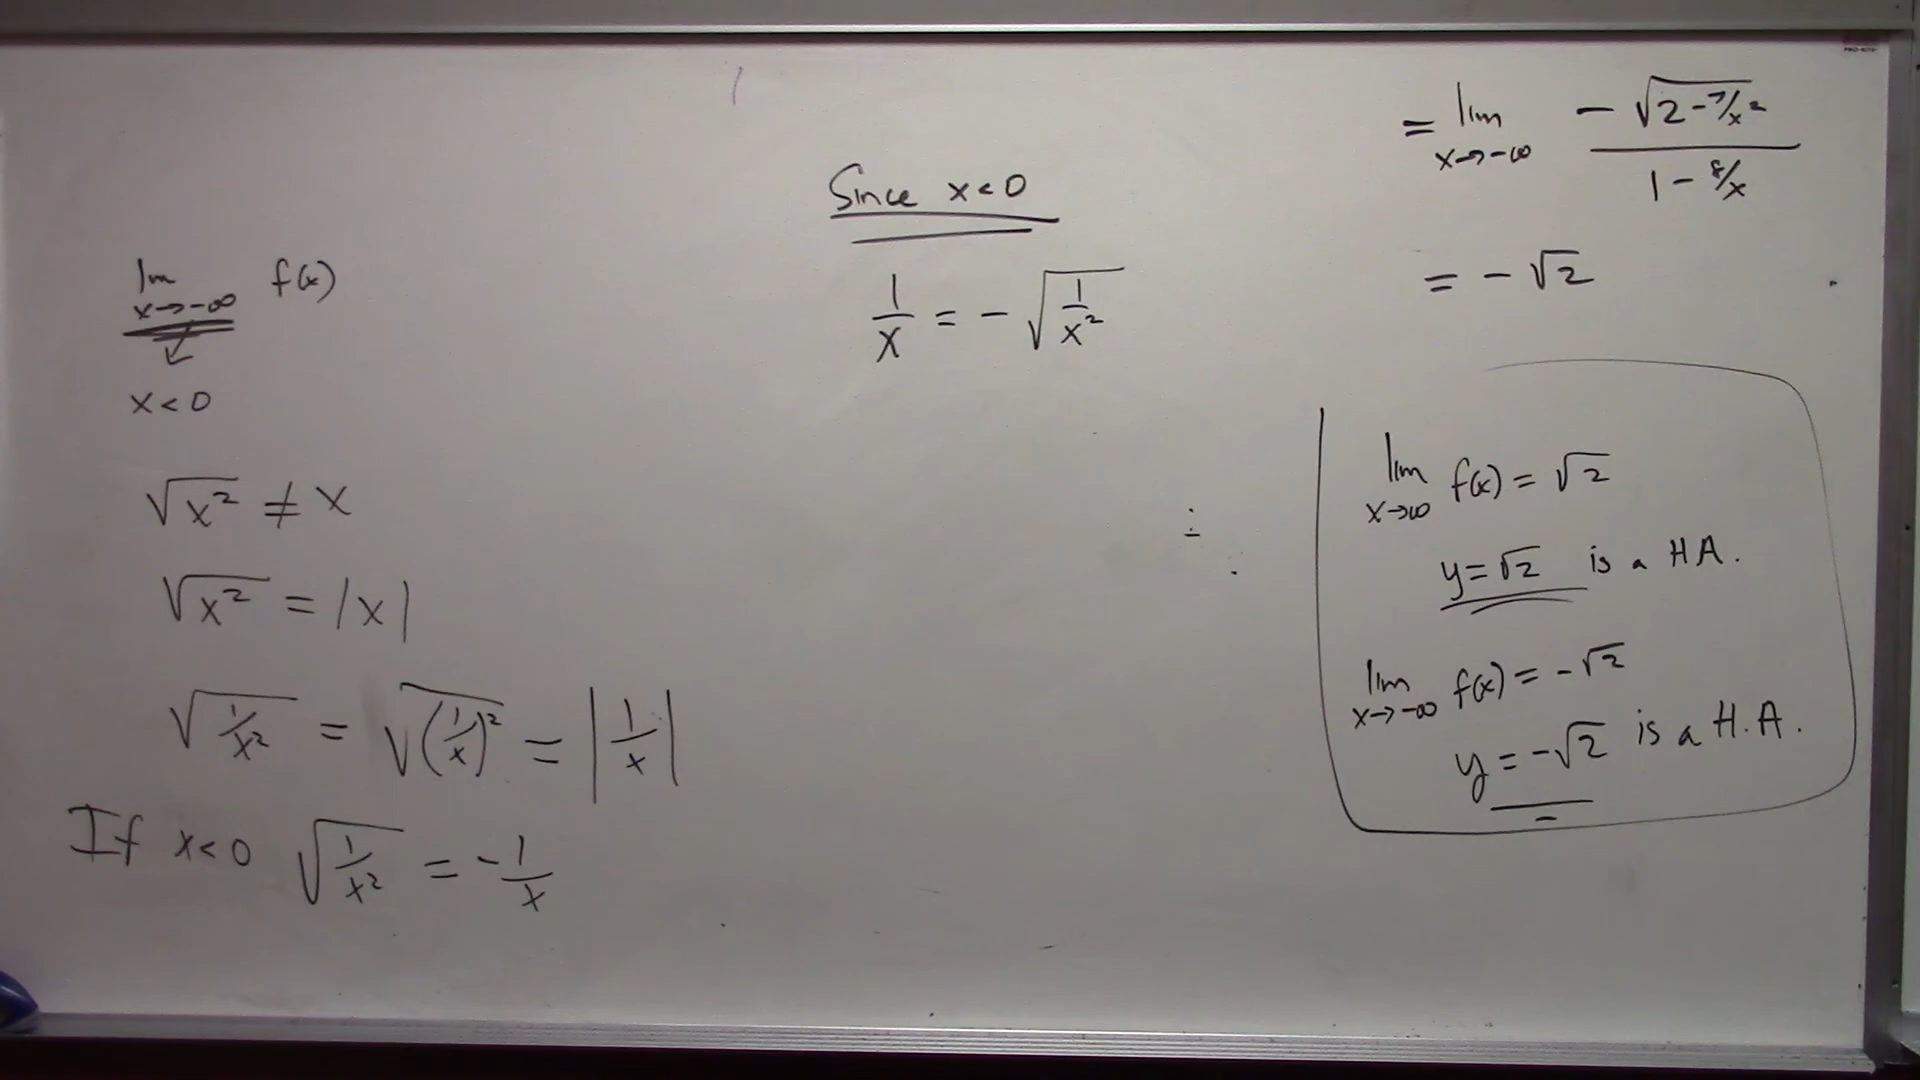 lim x→-∞ f(x)
x<0
√x² ≠ x
√x² = |x|
√(1/x²) = √((1/x)²) = |1/x|
If x<0 √(1/x²) = -1/x
Since x<0
1/x = -√(1/x²)
= lim x→-∞ -√(2-7/x²) / (1-8/x)
= -√2
lim x→∞ f(x) = √2
y=√2 is a HA.
lim x→-∞ f(x) = -√2
y = -√2 is a H.A.